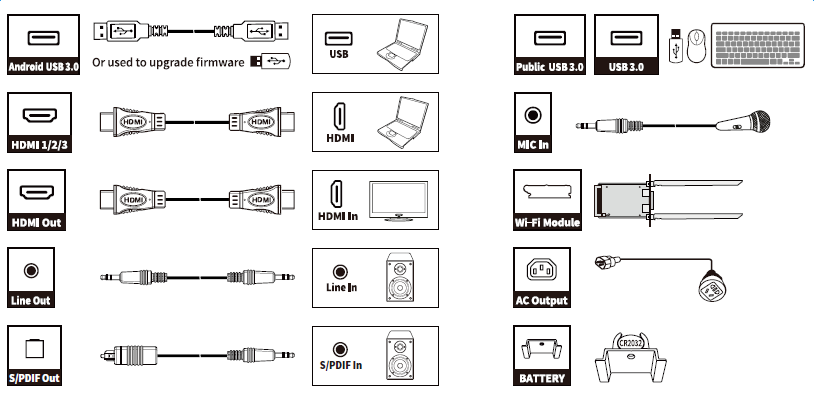 Android USB 3.0
Or used to upgrade firmware
USB
HDMI 1/2/3
HDMI
HDMI
HDMI
HDMI Out
HDMI
HDMI
HDMI In
Line Out
Line In
S/PDIF Out
S/PDIF In
Public USB 3.0
USB 3.0
MIC In
Wi-Fi Module
AC Output
BATTERY
CR2032